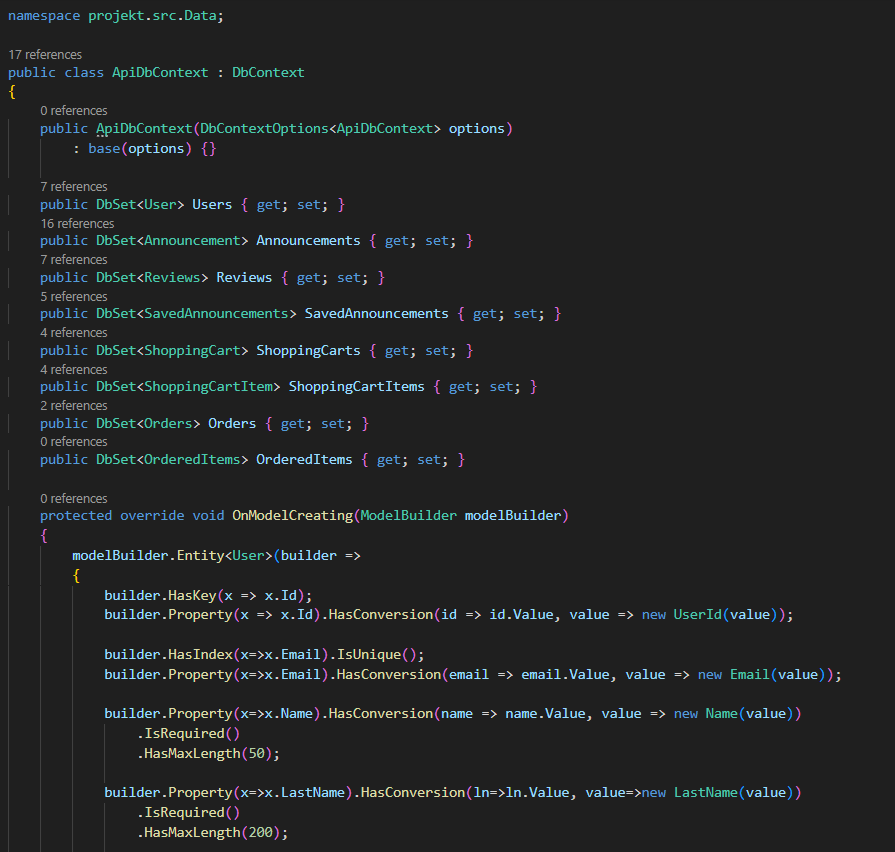 namespace projekt.src.Data;
17 references
public class ApiDbContext : DbContext
{
0 references
public ApiDbContext(DbContextOptions<ApiDbContext> options)
: base(options) {}
7 references
public DbSet<User> Users { get; set; }
16 references
public DbSet<Announcement> Announcements { get; set; }
7 references
public DbSet<Reviews> Reviews { get; set; }
5 references
public DbSet<SavedAnnouncements> SavedAnnouncements { get; set; }
4 references
public DbSet<ShoppingCart> ShoppingCarts { get; set; }
4 references
public DbSet<ShoppingCartItem> ShoppingCartItems { get; set; }
2 references
public DbSet<Orders> Orders { get; set; }
0 references
public DbSet<OrderedItems> OrderedItems { get; set; }
0 references
protected override void OnModelCreating(ModelBuilder modelBuilder)
{
modelBuilder.Entity<User>(builder =>
{
builder.HasKey(x => x.Id);
builder.Property(x => x.Id).HasConversion(id => id.Value, value => new UserId(value));
builder.HasIndex(x=>x.Email).IsUnique();
builder.Property(x=>x.Email).HasConversion(email => email.Value, value => new Email(value));
builder.Property(x=>x.Name).HasConversion(name => name.Value, value => new Name(value))
.IsRequired()
.HasMaxLength(50);
builder.Property(x=>x.LastName).HasConversion(ln=>ln.Value, value=>new LastName(value))
.IsRequired()
.HasMaxLength(200);